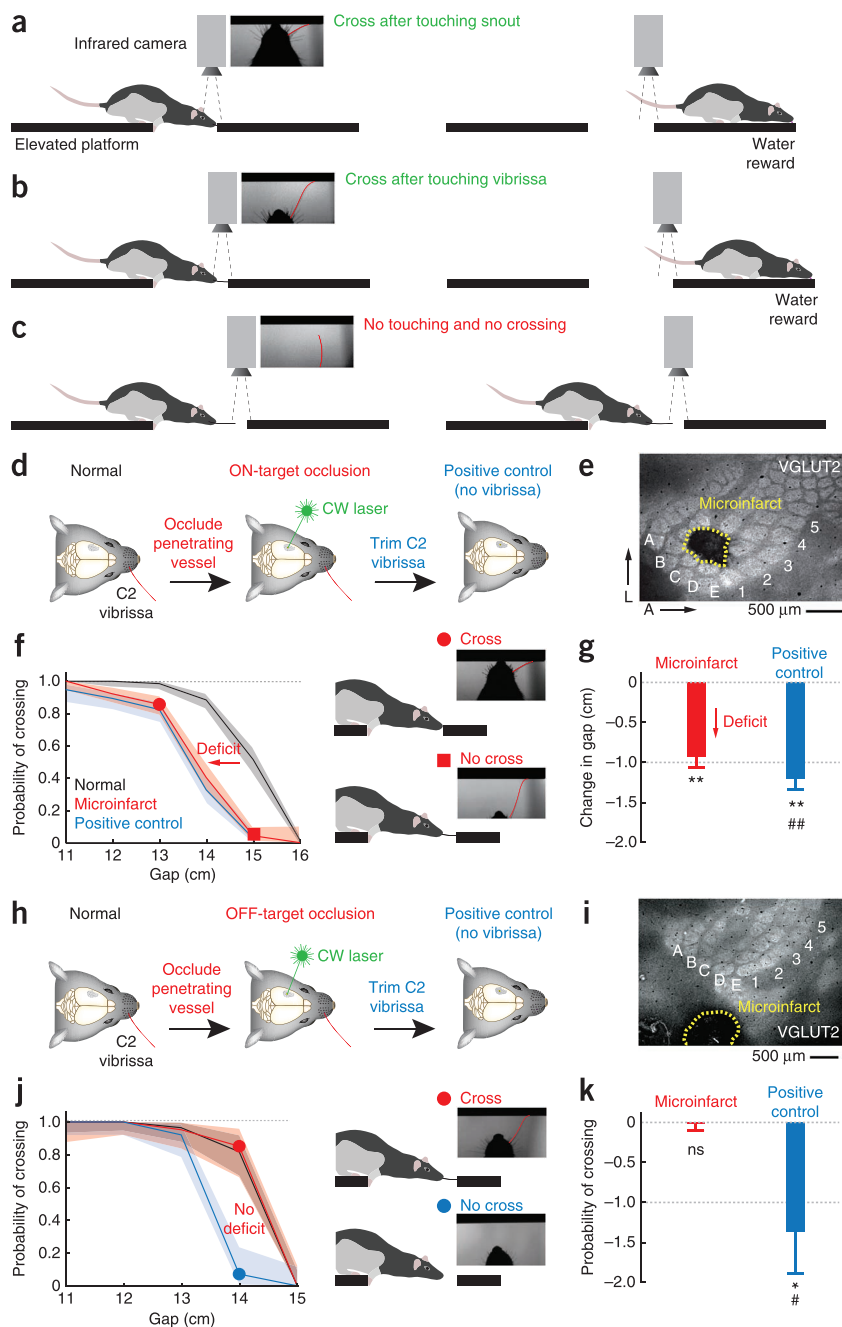 a
Infrared camera
Cross after touching snout
Elevated platform
Water
reward
b
Cross after touching vibrissa
Water
reward
c
No touching and no crossing
d
Normal
ON-target occlusion
Positive control
(no vibrissa)
CW laser
Occlude
penetrating
vessel
Trim C2
vibrissa
C2
vibrissa
e
VGLUT2
Microinfarct
A
B
C
D
E
1
2
3
4
5
L
A
500 μm
f
Probability of crossing
1.0
0.8
0.6
0.4
0.2
0
Deficit
Normal
Microinfarct
Positive control
11 12 13 14 15 16
Gap (cm)
Cross
No cross
g
Microinfarct
Positive
control
Change in gap (cm)
0
–0.5
–1.0
–1.5
–2.0
Deficit
**
**
##
h
Normal
OFF-target occlusion
Positive control
(no vibrissa)
CW laser
Occlude
penetrating
vessel
Trim C2
vibrissa
C2
vibrissa
i
A
B
C
D
E
1
2
3
4
5
Microinfarct
VGLUT2
500 μm
j
Probability of crossing
1.0
0.8
0.6
0.4
0.2
0
No
deficit
11 12 13 14 15
Gap (cm)
Cross
No cross
k
Microinfarct
Positive
control
Probability of crossing
0
–0.5
–1.0
–1.5
–2.0
ns
*
#